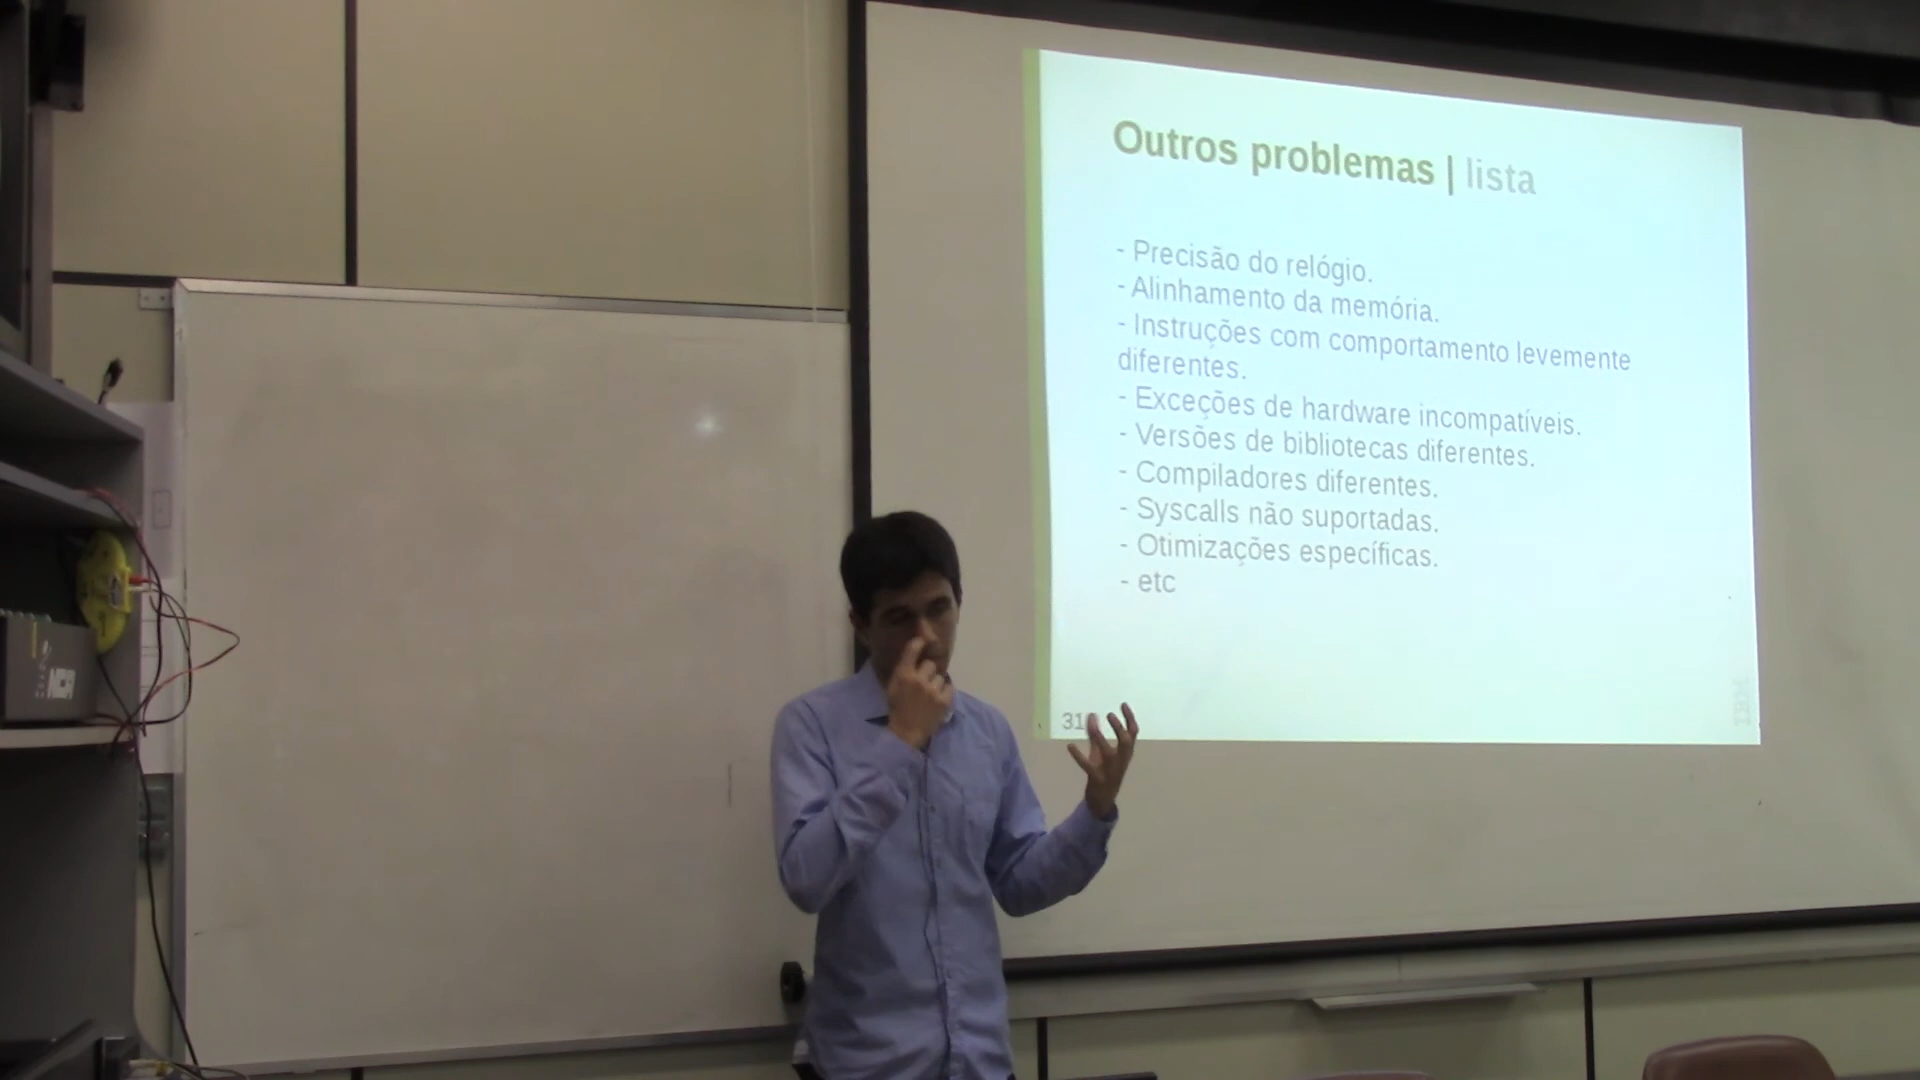 Outros problemas | lista
- Precisão do relógio.
- Alinhamento da memória.
- Instruções com comportamento levemente
diferentes.
- Exceções de hardware incompatíveis.
- Versões de bibliotecas diferentes.
- Compiladores diferentes.
- Syscalls não suportadas.
- Otimizações específicas.
- etc
31